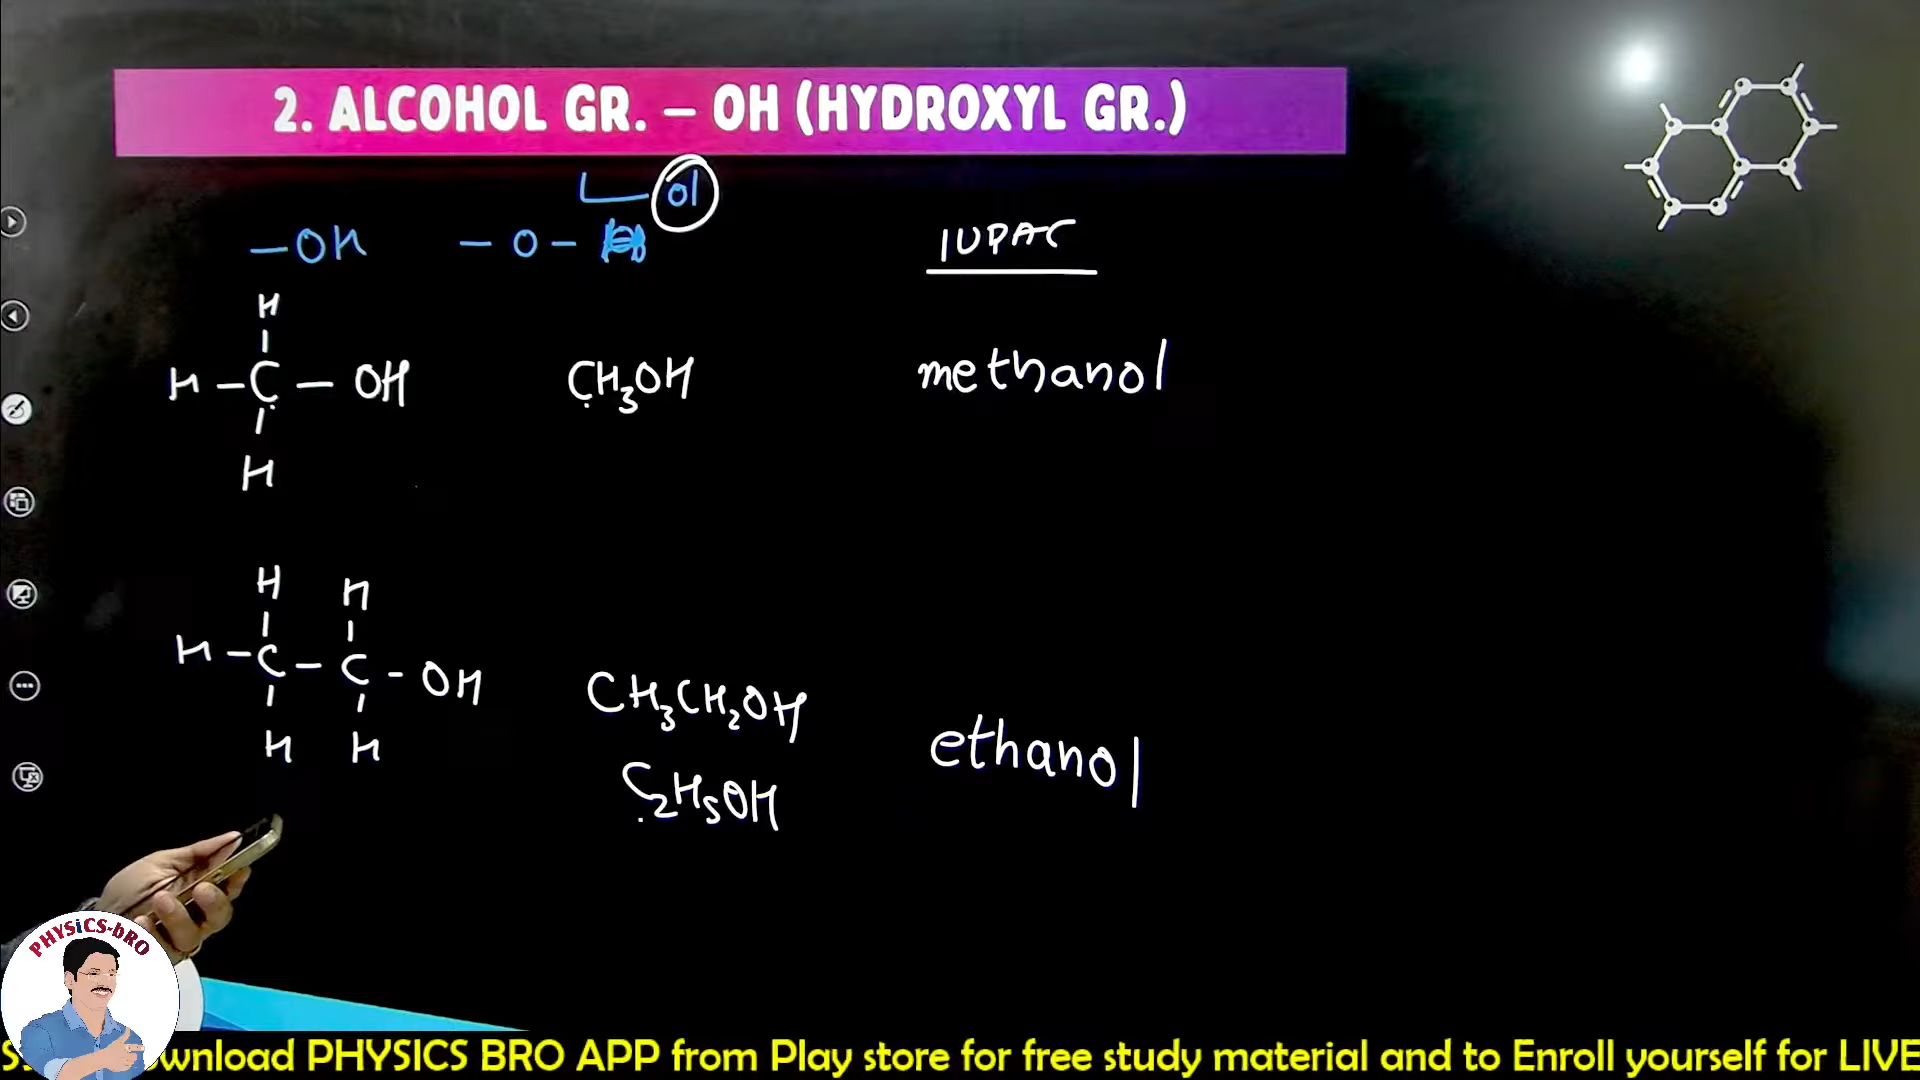 2. ALCOHOL GR. – OH (HYDROXYL GR.)
ol
–OH – O –
IUPAC
H
H – C – OH CH₃OH methanol
H
H H
H – C – C – OH CH₃CH₂OH
ethanol
H H
C₂H₅OH
PHYSiCS-bRO
wnload PHYSICS BRO APP from Play store for free study material and to Enroll yourself for LIVE